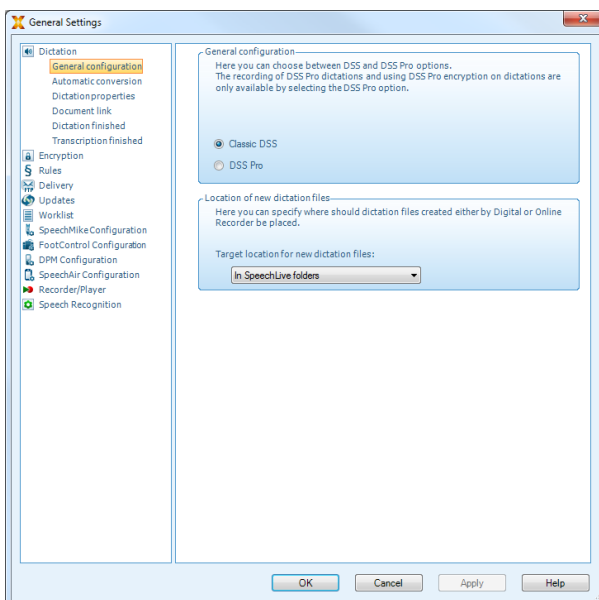 General Settings
Dictation
General configuration
Automatic conversion
Dictation properties
Document link
Dictation finished
Transcription finished
Encryption
Rules
Delivery
Updates
Worklist
SpeechMike Configuration
FootControl Configuration
DPM Configuration
SpeechAir Configuration
Recorder/Player
Speech Recognition
General configuration
Here you can choose between DSS and DSS Pro options.
The recording of DSS Pro dictations and using DSS Pro encryption on dictations are
only available by selecting the DSS Pro option.
Classic DSS
DSS Pro
Location of new dictation files
Here you can specify where should dictation files created either by Digital or Online
Recorder be placed.
Target location for new dictation files:
In SpeechLive folders
OK Cancel Apply Help